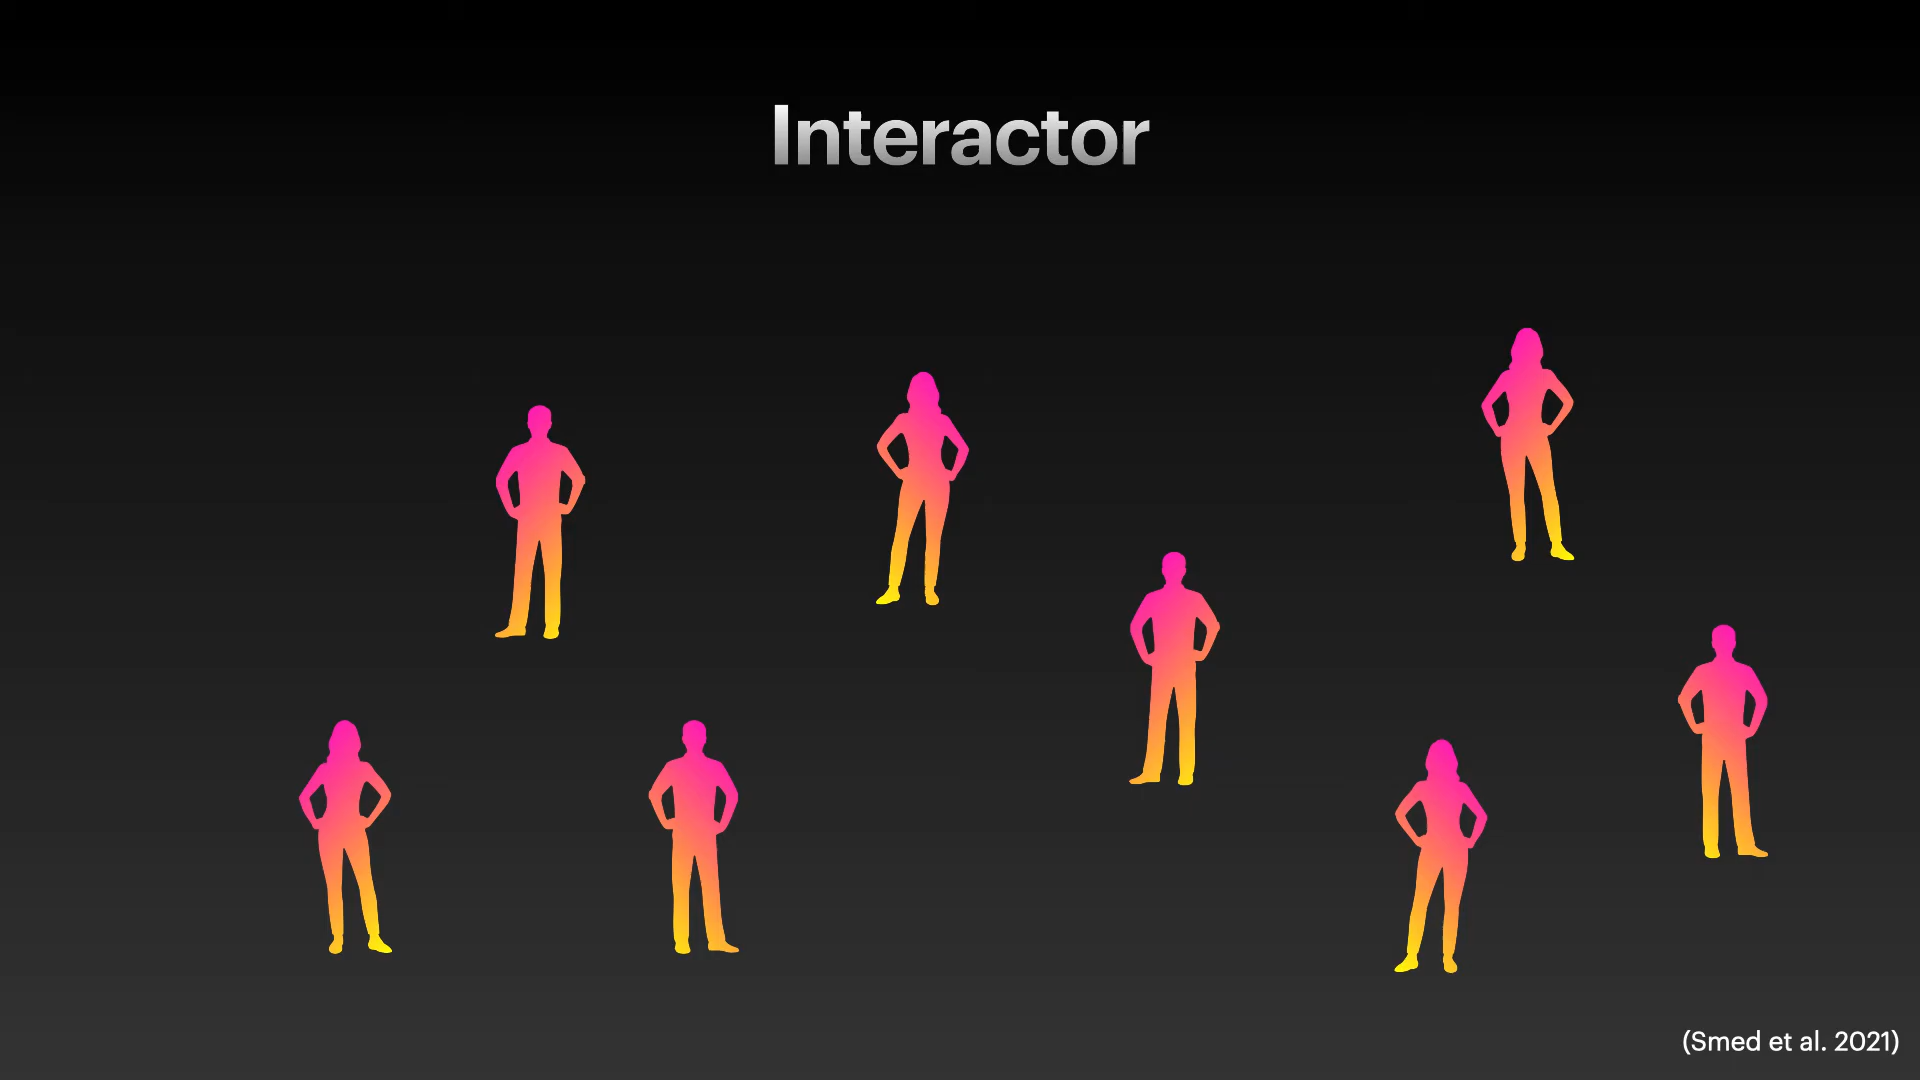 Interactor
(Smed et al. 2021)